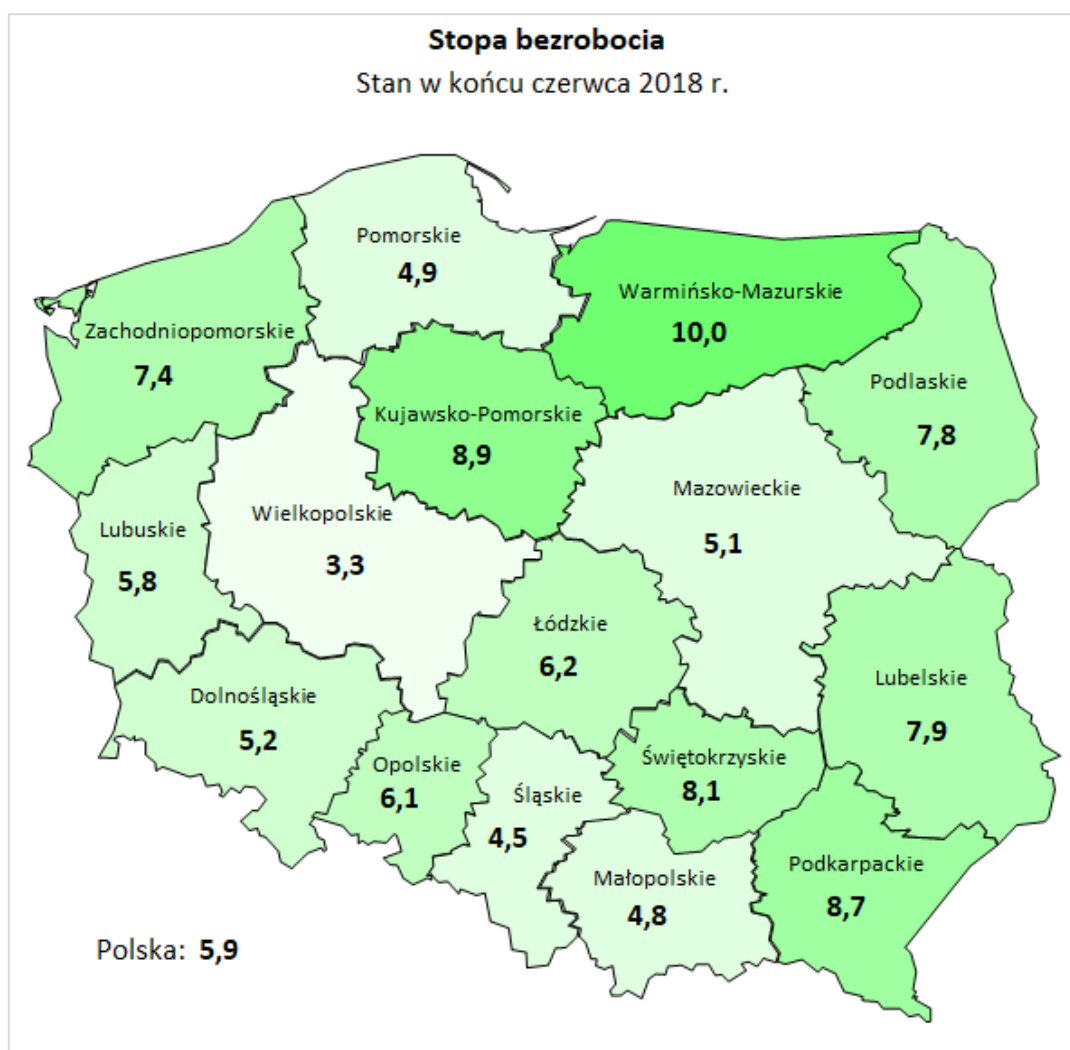 Stopa bezrobocia
Stan w końcu czerwca 2018 r.
Pomorskie
4,9
Warmińsko-Mazurskie
10,0
Zachodniopomorskie
7,4
Podlaskie
7,8
Kujawsko-Pomorskie
8,9
Mazowieckie
5,1
Wielkopolskie
3,3
Lubuskie
5,8
Łódzkie
6,2
Lubelskie
7,9
Dolnośląskie
5,2
Opolskie
6,1
Śląskie
4,5
Świętokrzyskie
8,1
Małopolskie
4,8
Podkarpackie
8,7
Polska: 5,9